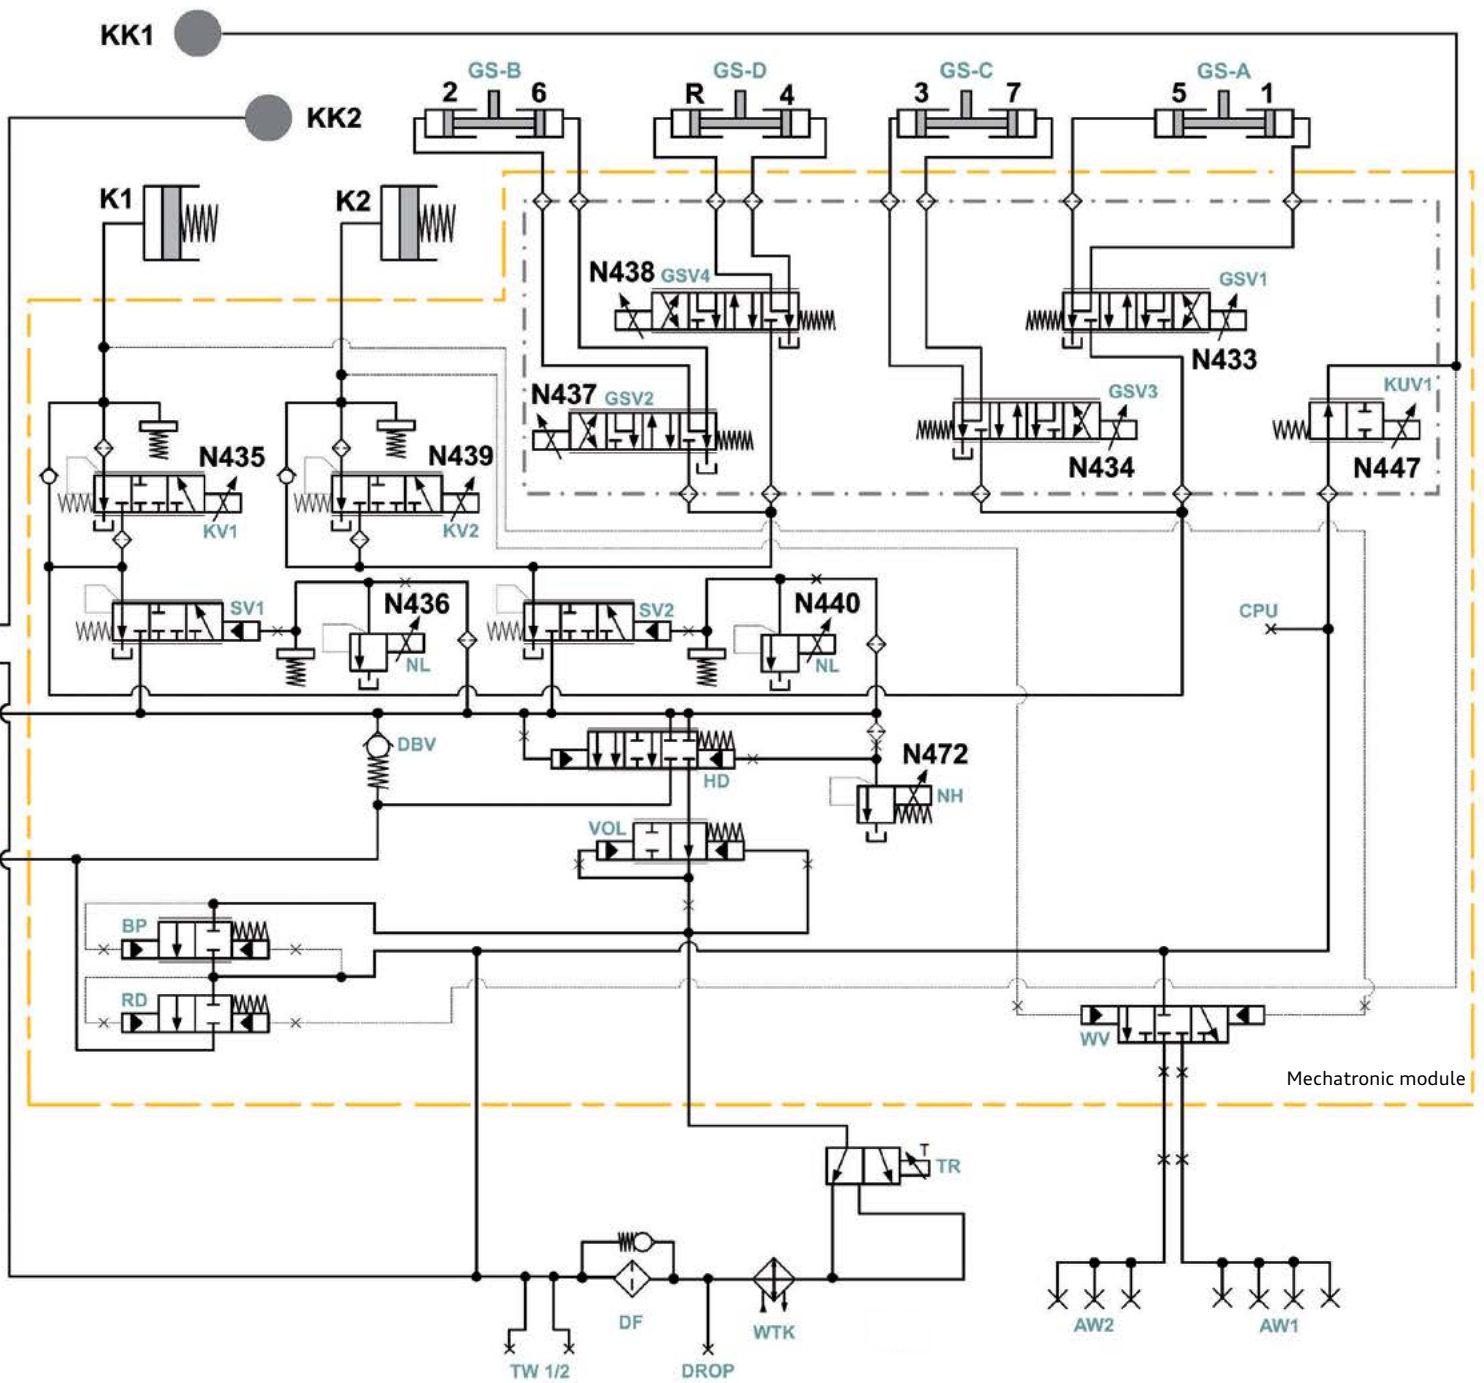 KK1
GS-B GS-D GS-C GS-A
2 6 R 4 3 7 5 1
KK2
K1 K2
N438 GSV4 GSV1
N433
N437 GSV2 GSV3 KUV1
N435 N439 N434 N447
KV1 KV2
SV1 N436 SV2 N440 CPU
NL NL
DBV
HD N472
NH
VOL
BP
RD
WV
Mechatronic module
T
TR
DF WTK AW2 AW1
TW 1/2 DROP